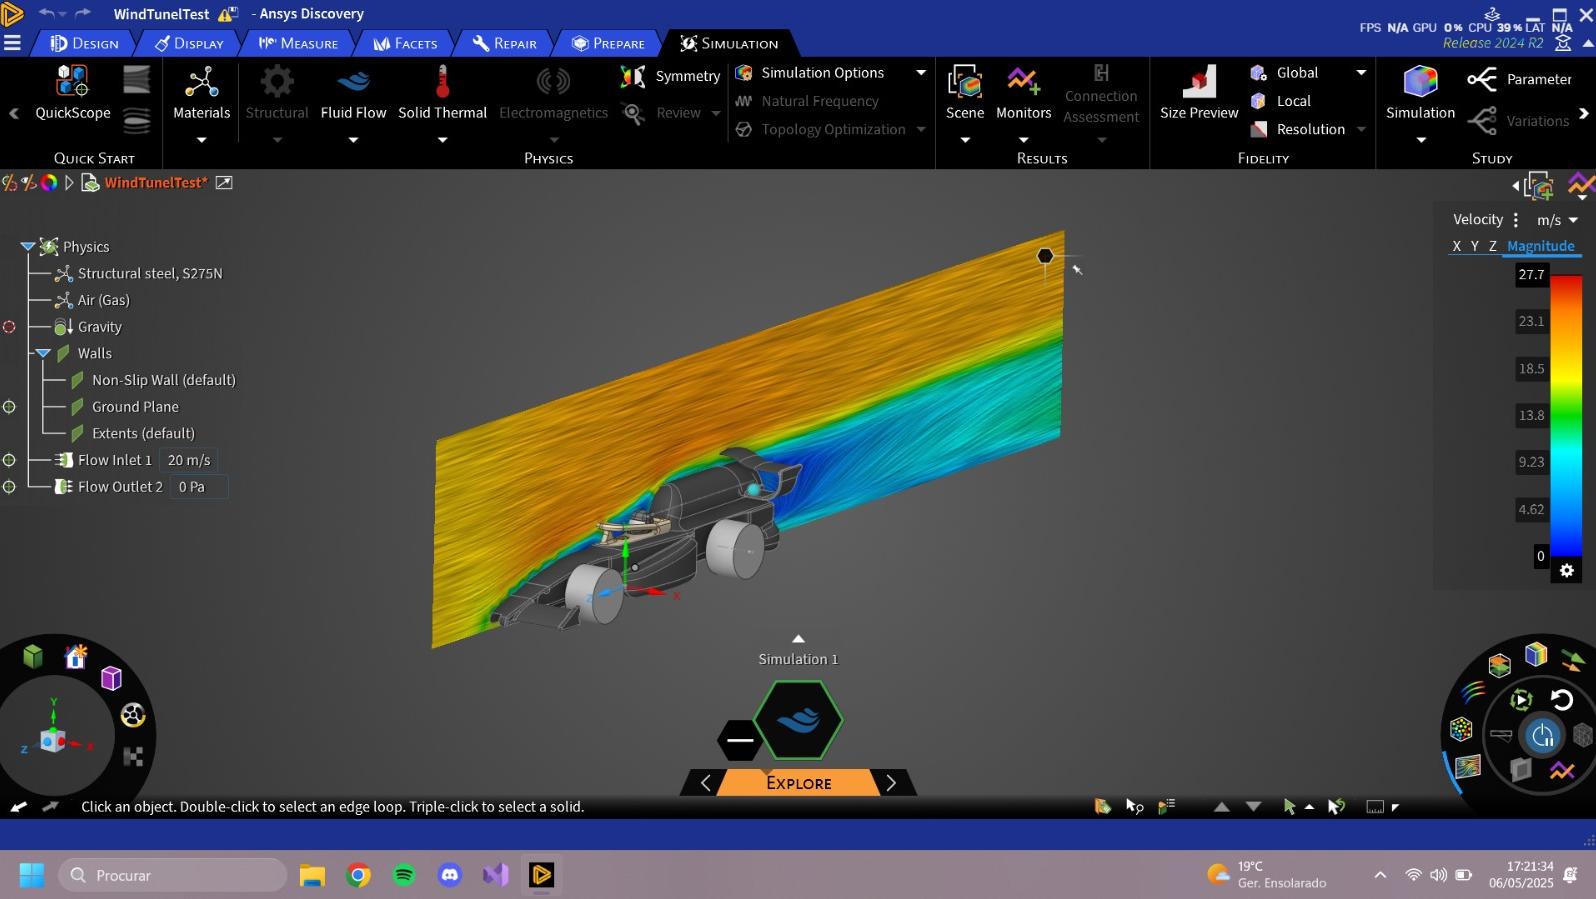 WindTunelTest - Ansys Discovery
FPS N/A GPU 0% CPU 39% LAT N/A
Release 2024 R2
Design Display Measure Facets Repair Prepare Simulation
QuickScope
Quick Start
Materials
Structural
Fluid Flow
Solid Thermal
Electromagnetics
Symmetry
Review
Simulation Options
Natural Frequency
Topology Optimization
Physics
Scene
Monitors
Connection
Assessment
Results
Size Preview
Global
Local
Resolution
Fidelity
Simulation
Parameter
Variations
Study
WindTunelTest*
Physics
Structural steel, S275N
Air (Gas)
Gravity
Walls
Non-Slip Wall (default)
Ground Plane
Extents (default)
Flow Inlet 1 20 m/s
Flow Outlet 2 0 Pa
Velocity m/s
X Y Z Magnitude
27.7
23.1
18.5
13.8
9.23
4.62
0
Z X
Simulation 1
Explore
Y
Z X
Click an object. Double-click to select an edge loop. Triple-click to select a solid.
Procurar
19°C
Ger. Ensolarado
17:21:34
06/05/2025